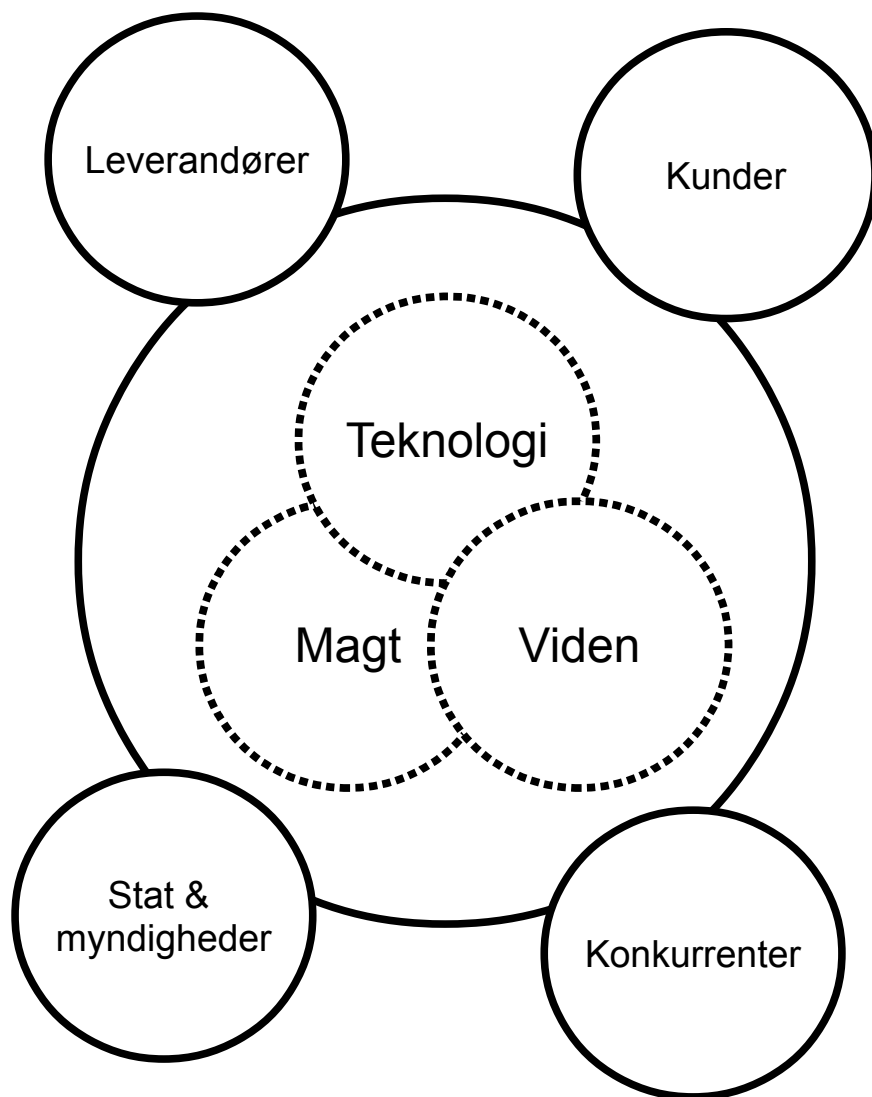 Leverandører
Kunder
Teknologi
Magt
Viden
Stat &
myndigheder
Konkurrenter